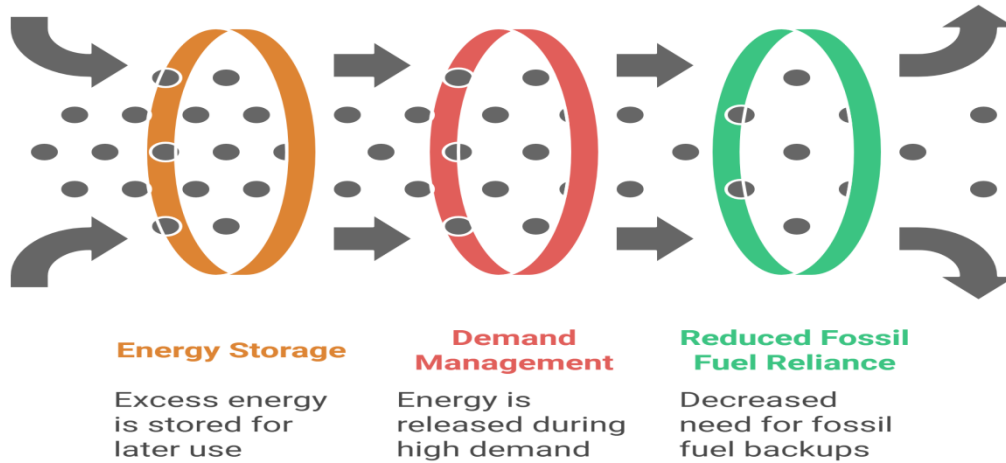 Energy Storage
Excess energy
is stored for
later use
Demand
Management
Energy is
released during
high demand
Reduced Fossil
Fuel Reliance
Decreased
need for fossil
fuel backups